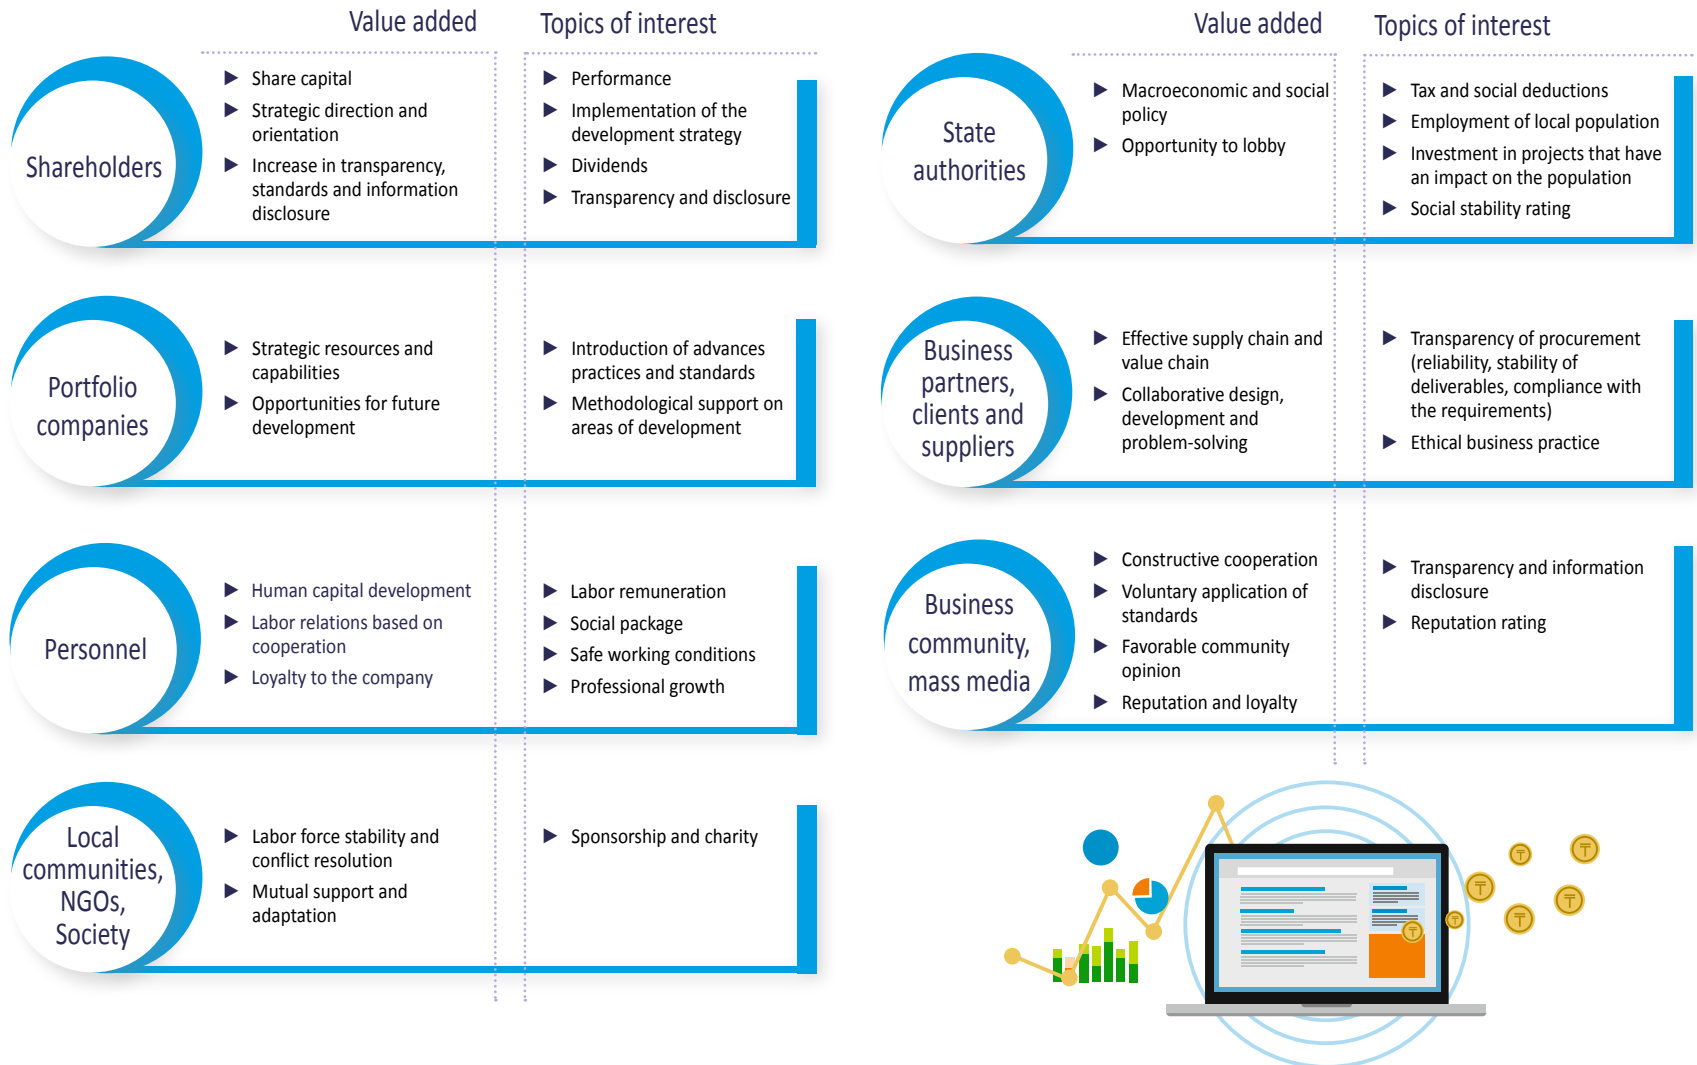 Value added
Topics of interest
Shareholders
Share capital
Strategic direction and
orientation
Increase in transparency,
standards and information
disclosure
Performance
Implementation of the
development strategy
Dividends
Transparency and disclosure
Portfolio
companies
Strategic resources and
capabilities
Opportunities for future
development
Introduction of advances
practices and standards
Methodological support on
areas of development
Personnel
Human capital development
Labor relations based on
cooperation
Loyalty to the company
Labor remuneration
Social package
Safe working conditions
Professional growth
Local
communities,
NGOs,
Society
Labor force stability and
conflict resolution
Mutual support and
adaptation
Sponsorship and charity
Value added
Topics of interest
State
authorities
Macroeconomic and social
policy
Opportunity to lobby
Tax and social deductions
Employment of local population
Investment in projects that have
an impact on the population
Social stability rating
Business
partners,
clients and
suppliers
Effective supply chain and
value chain
Collaborative design,
development and
problem-solving
Transparency of procurement
(reliability, stability of
deliverables, compliance with
the requirements)
Ethical business practice
Business
community,
mass media
Constructive cooperation
Voluntary application of
standards
Favorable community
opinion
Reputation and loyalty
Transparency and information
disclosure
Reputation rating
₸
₸
₸
₸
₸
₸
₸